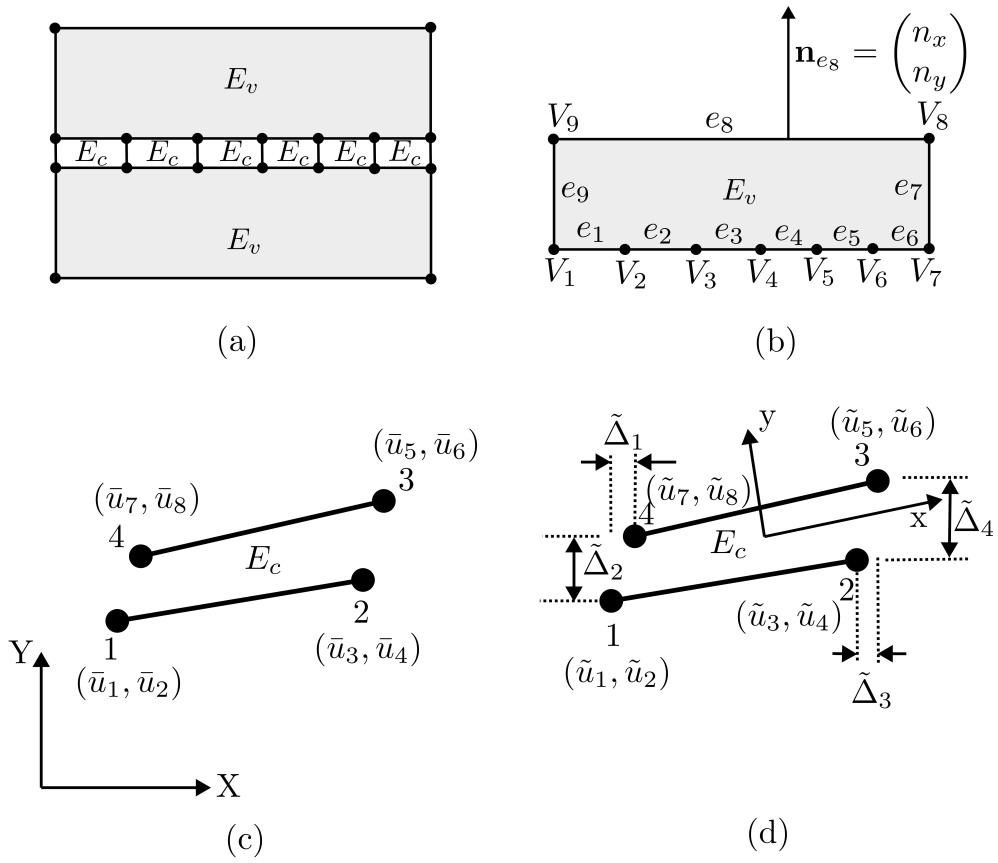 E_v
E_c E_c E_c E_c E_c E_c
E_v
(a)
n_{e_8} = (n_x n_y)
V_9 e_8 V_8
e_9 E_v e_7
e_1 e_2 e_3 e_4 e_5 e_6
V_1 V_2 V_3 V_4 V_5 V_6 V_7
(b)
(ū_5, ū_6)
3
(ū_7, ū_8)
4
E_c
2
1
(ū_3, ū_4)
(ū_1, ū_2)
Y
X
(c)
Δ̃_1
y
(ũ_5, ũ_6)
3
(ũ_7, ũ_8)
4
x
Δ̃_4
E_c
Δ̃_2
2
1
(ũ_3, ũ_4)
(ũ_1, ũ_2)
Δ̃_3
(d)